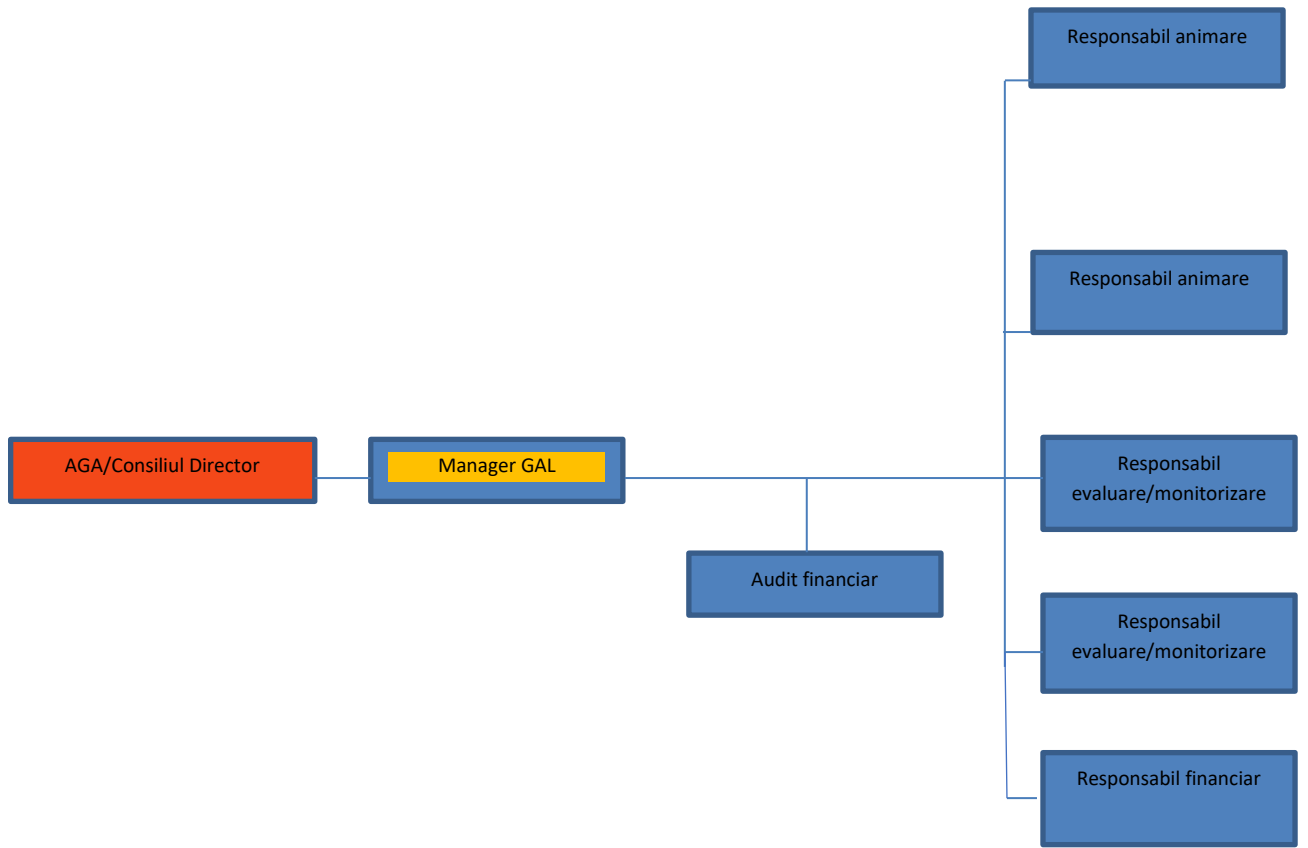 Responsabil animare
Responsabil animare
AGA/Consiliul Director
Manager GAL
Responsabil
evaluare/monitorizare
Audit financiar
Responsabil
evaluare/monitorizare
Responsabil financiar